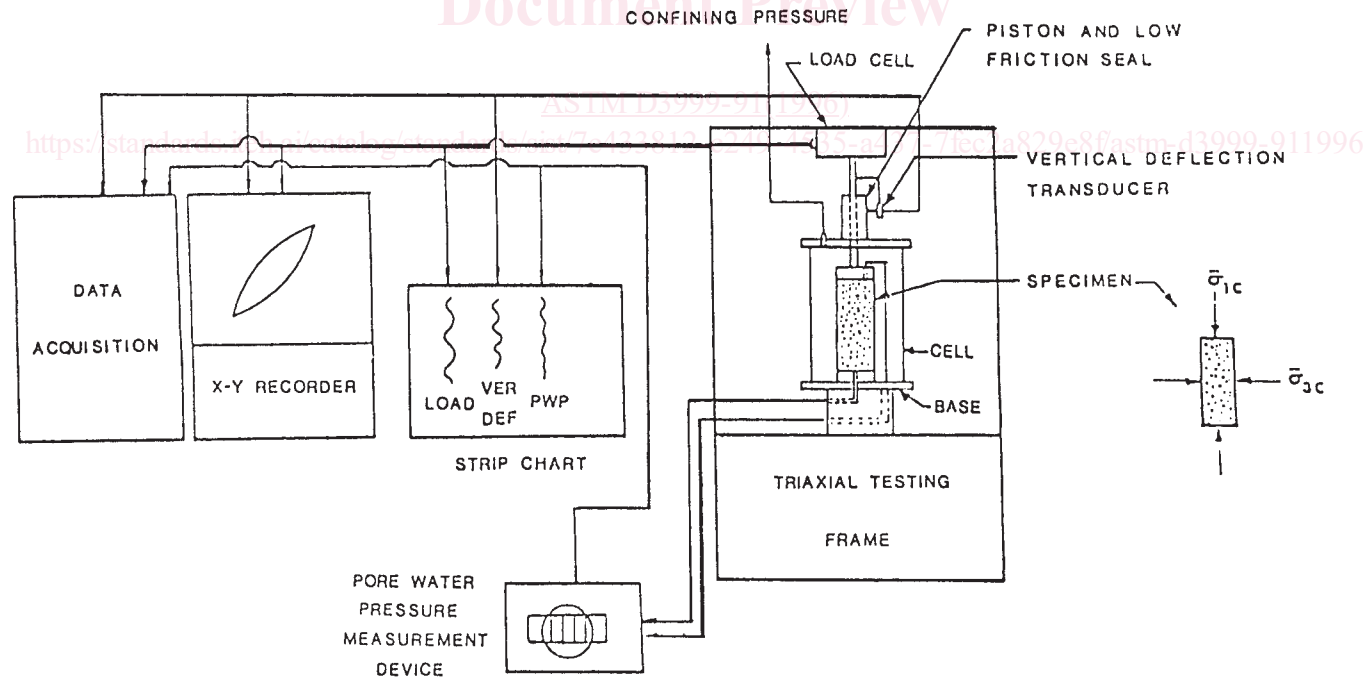 Document Preview
CONFINING PRESSURE
PISTON AND LOW
FRICTION SEAL
LOAD CELL
ASTM D3999-91(1996)
VERTICAL DEFLECTION
TRANSDUCER
DATA
ACQUISITION
X-Y RECORDER
LOAD
VER
DEF
PWP
STRIP CHART
SPECIMEN
CELL
BASE
σ̄1C
σ̄3C
TRIAXIAL TESTING
FRAME
PORE WATER
PRESSURE
MEASUREMENT
DEVICE